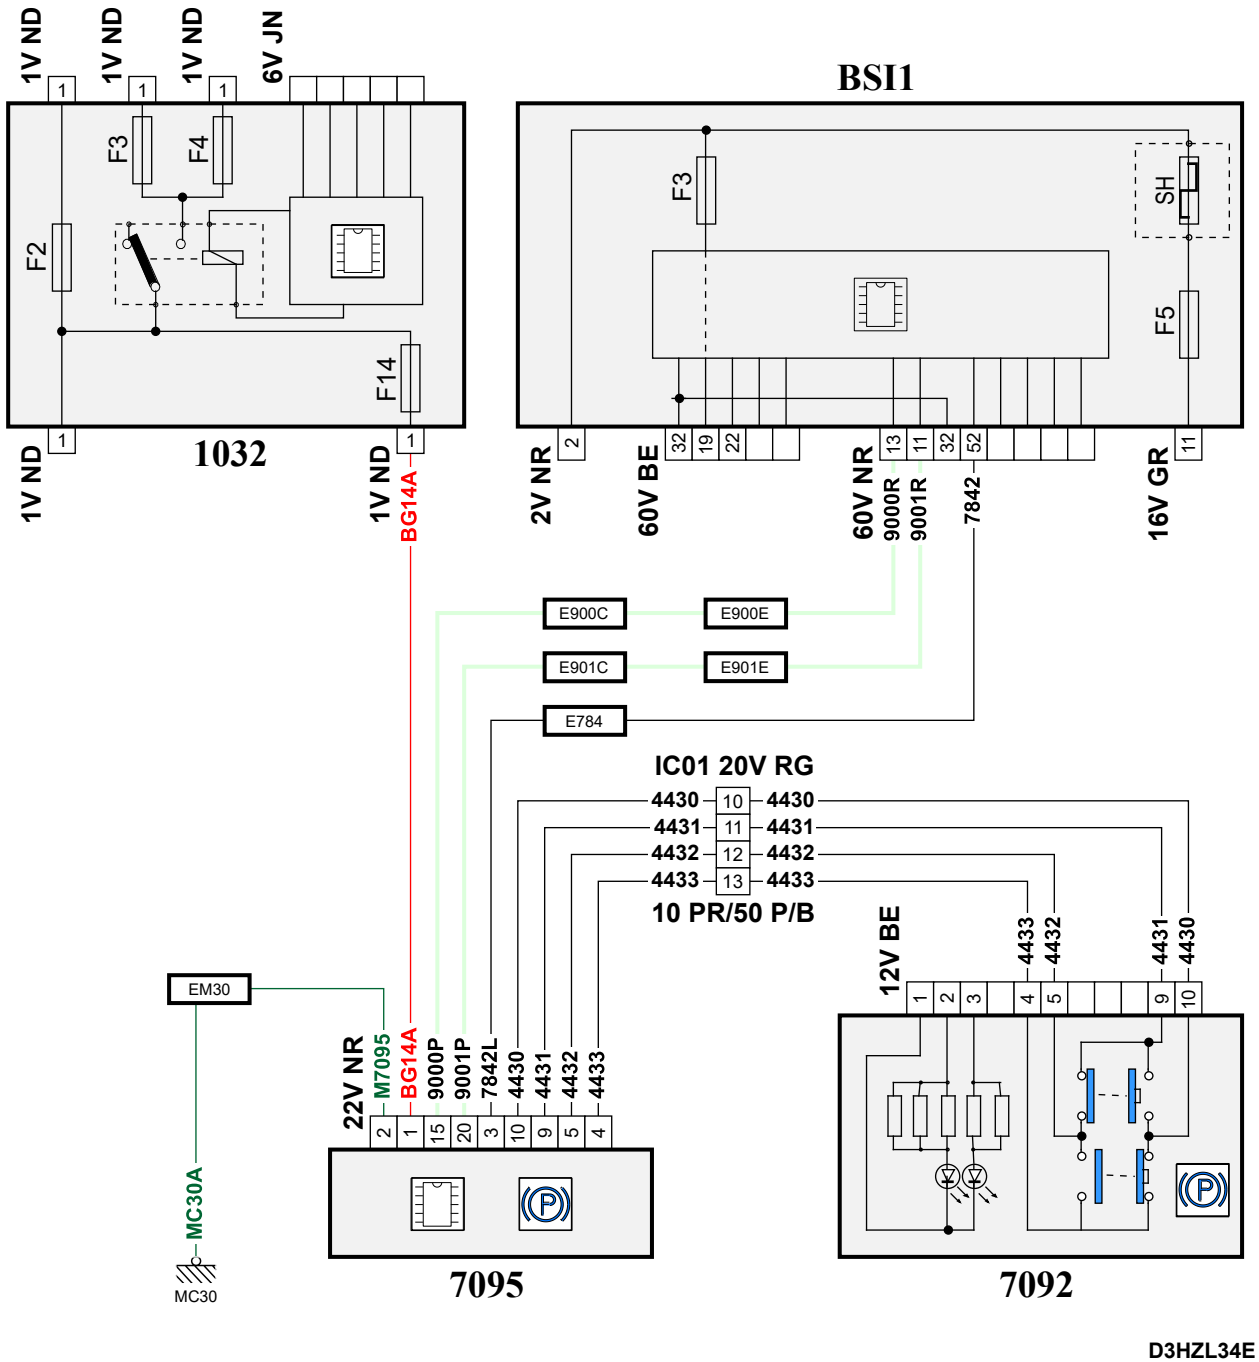 1V ND
1V ND
1V ND
6V JN
1
1
1
BSI1
F3
F4
F2
F14
F3
SH
F5
1
1V ND
1032
1
1V ND
2
2V NR
32
19
22
60V BE
13
11
32
52
60V NR
11
16V GR
BG14A
9000R
9001R
7842
E900C
E900E
E901C
E901E
E784
IC01 20V RG
4430
10
4430
4431
11
4431
4432
12
4432
4433
13
4433
10 PR/50 P/B
EM30
12V BE
4433
4432
4431
4430
1
2
3
4
5
9
10
22V NR
M7095
BG14A
9000P
9001P
7842L
4430
4431
4432
4433
2
1
15
20
3
10
9
5
4
MC30A
MC30
P
P
7095
7092
D3HZL34E